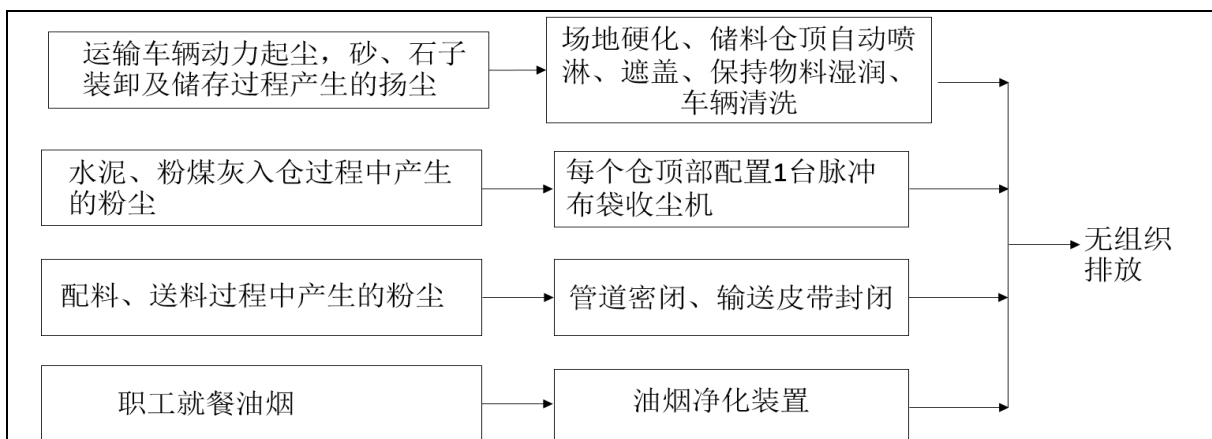 运输车辆动力起尘，砂、石子
装卸及储存过程产生的扬尘
场地硬化、储料仓顶自动喷
淋、遮盖、保持物料湿润、
车辆清洗
水泥、粉煤灰入仓过程中产生
的粉尘
每个仓顶部配置1台脉冲
布袋收尘机
配料、送料过程中产生的粉尘
管道密闭、输送皮带封闭
职工就餐油烟
油烟净化装置
无组织
排放